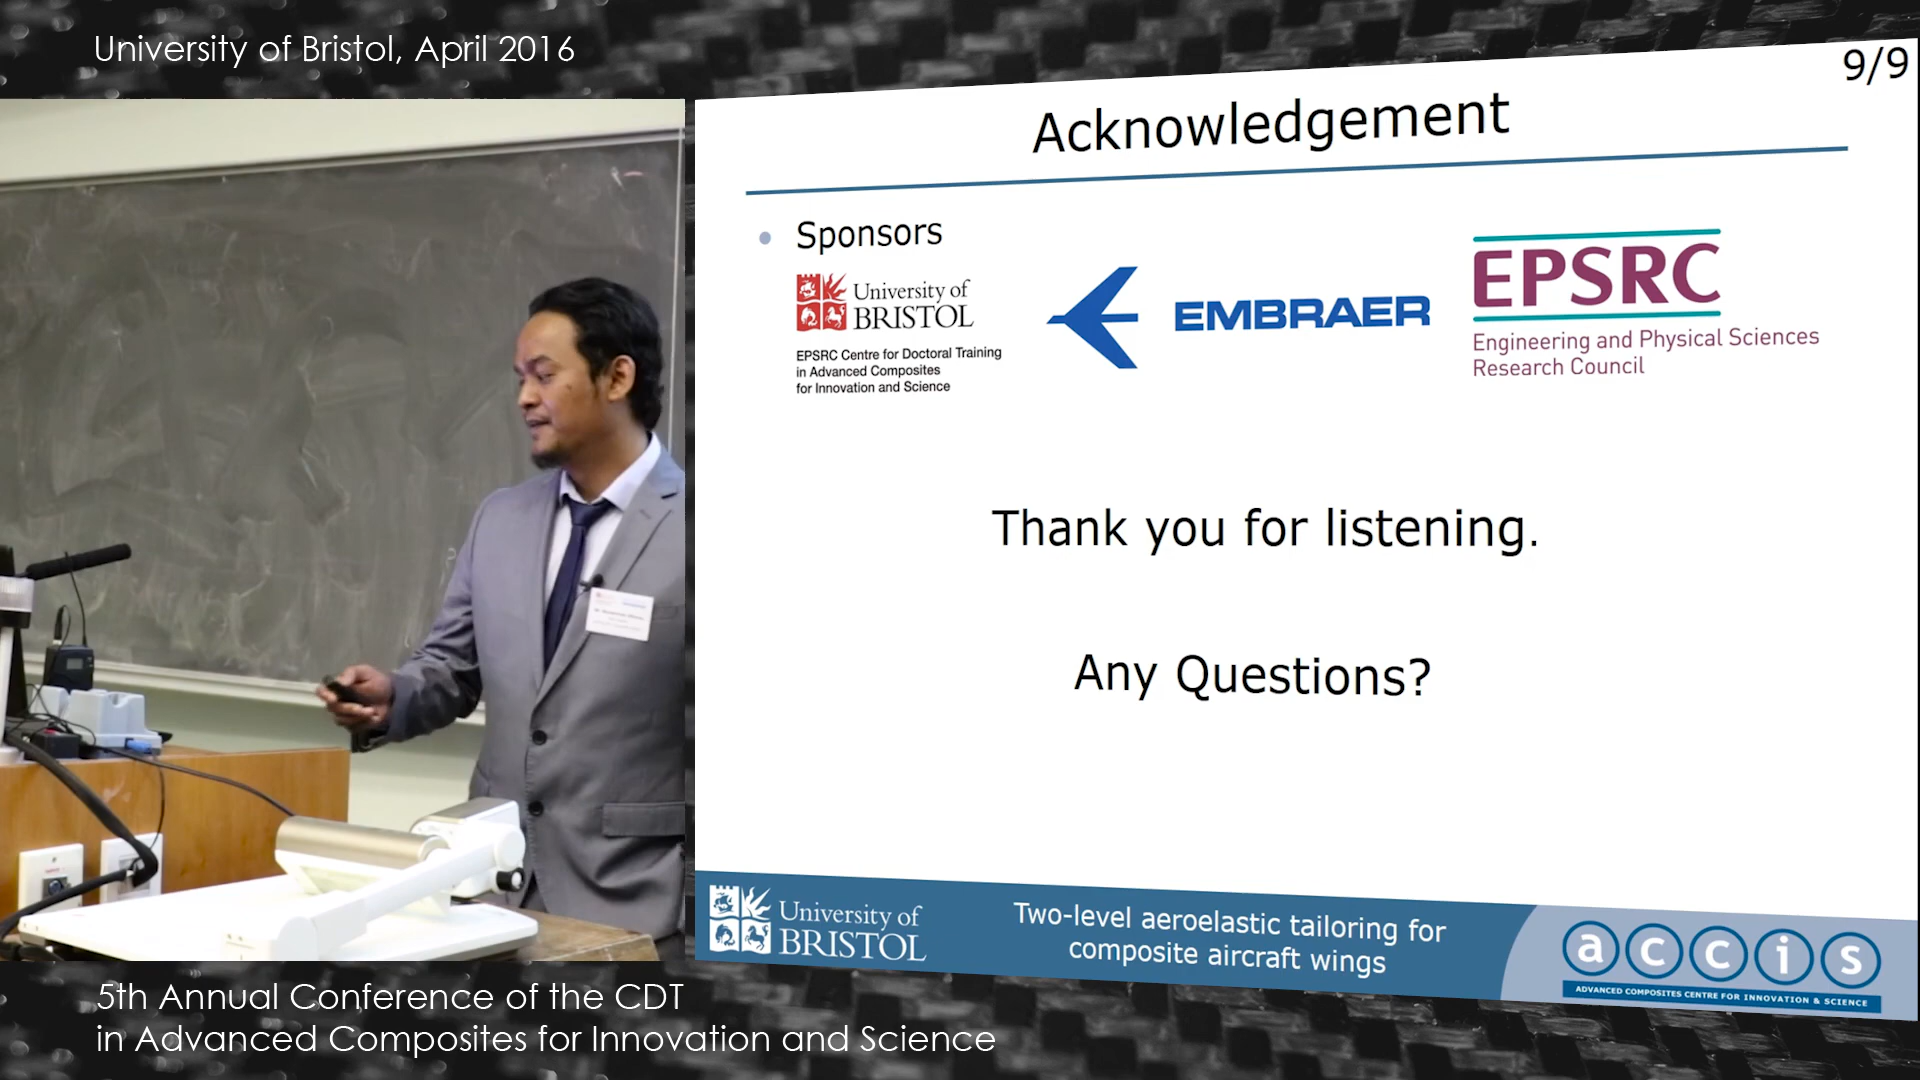 University of Bristol, April 2016
9/9
Acknowledgement
Sponsors
University of
BRISTOL
EPSRC Centre for Doctoral Training
in Advanced Composites
for Innovation and Science
EMBRAER
EPSRC
Engineering and Physical Sciences
Research Council
Thank you for listening.
Any Questions?
University of
BRISTOL
Two-level aeroelastic tailoring for
composite aircraft wings
accis
ADVANCED COMPOSITES CENTRE FOR INNOVATION & SCIENCE
5th Annual Conference of the CDT
in Advanced Composites for Innovation and Science